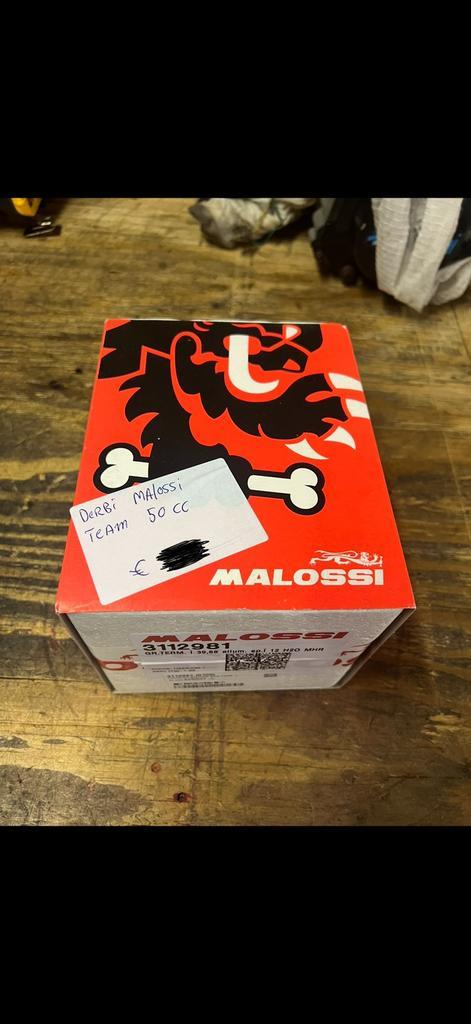 DERBI MAlossi
TEAM 50 CC
€
MALOSSI
MALOSSI
3112981
GR.TERM. ( 39,88 allum. sp.( 12 H2O MHR